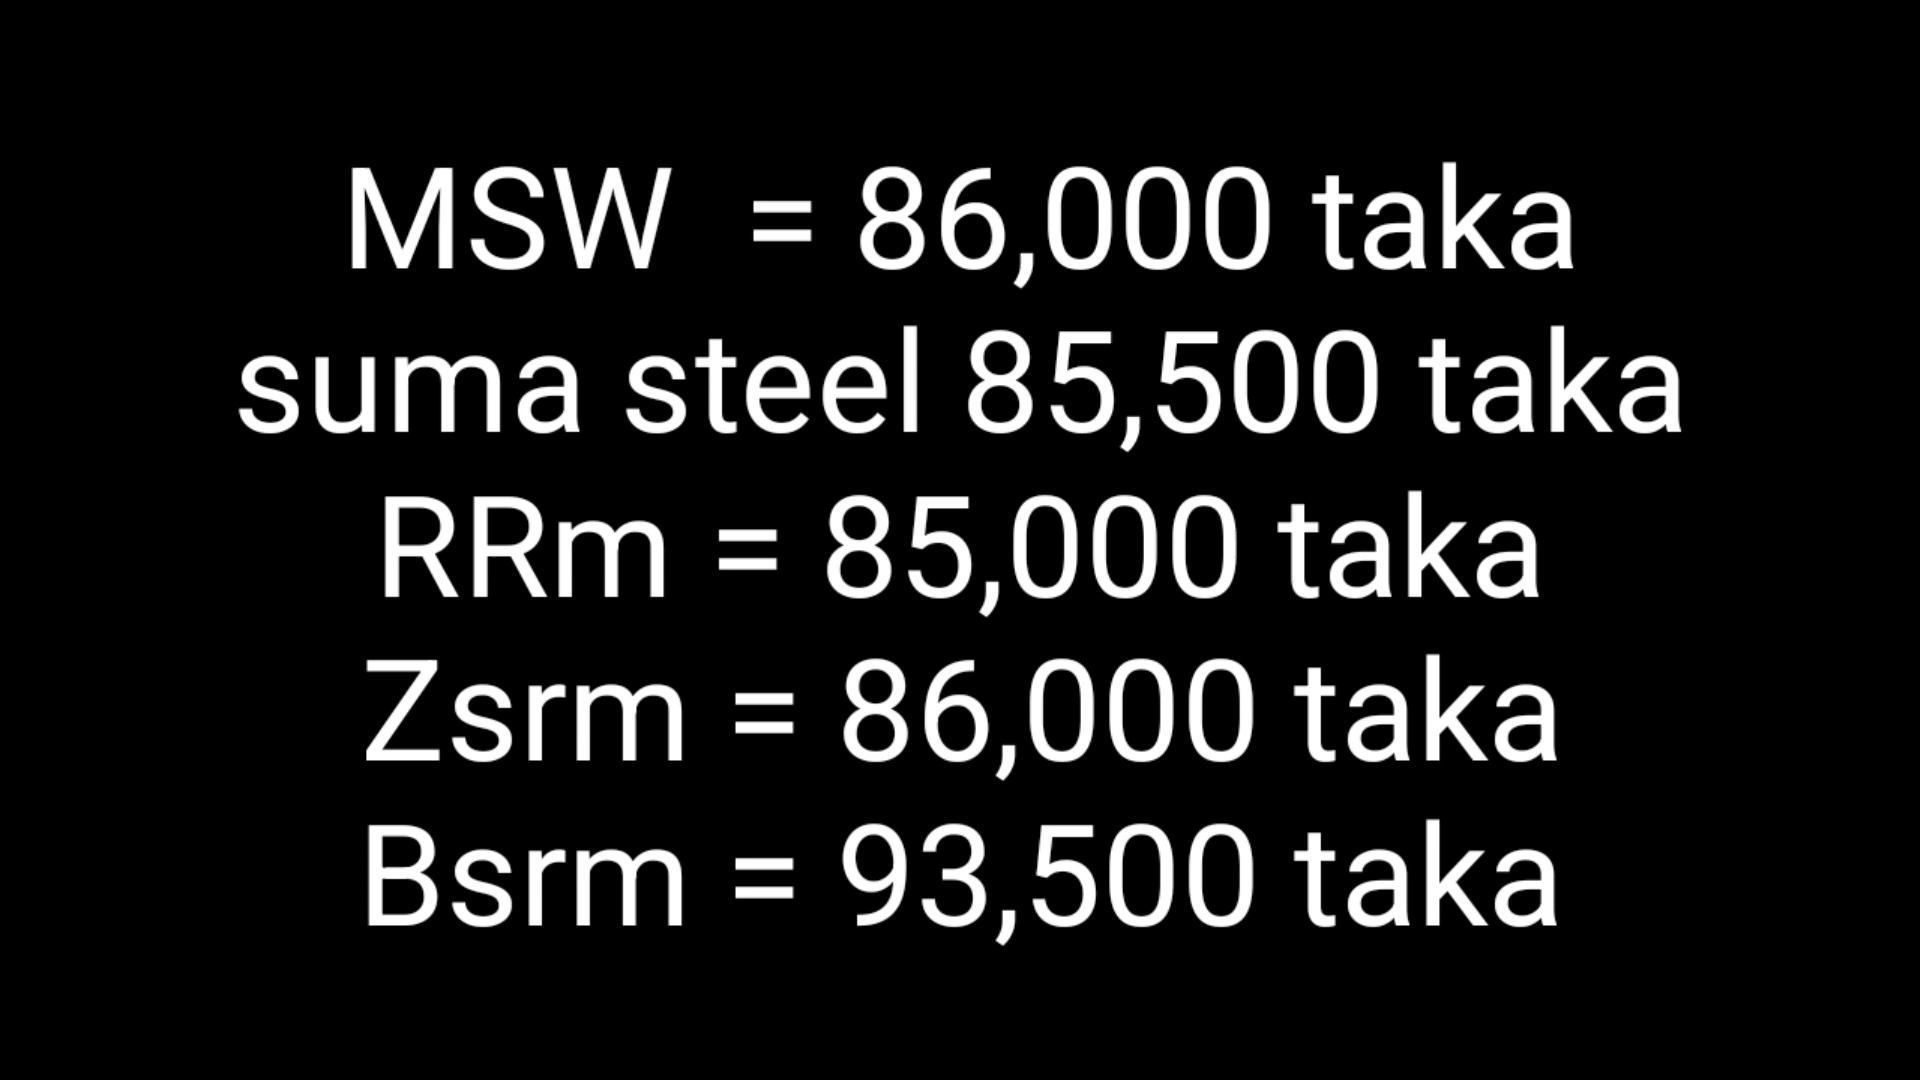 MSW = 86,000 taka
suma steel 85,500 taka
RRm = 85,000 taka
Zsrm = 86,000 taka
Bsrm = 93,500 taka